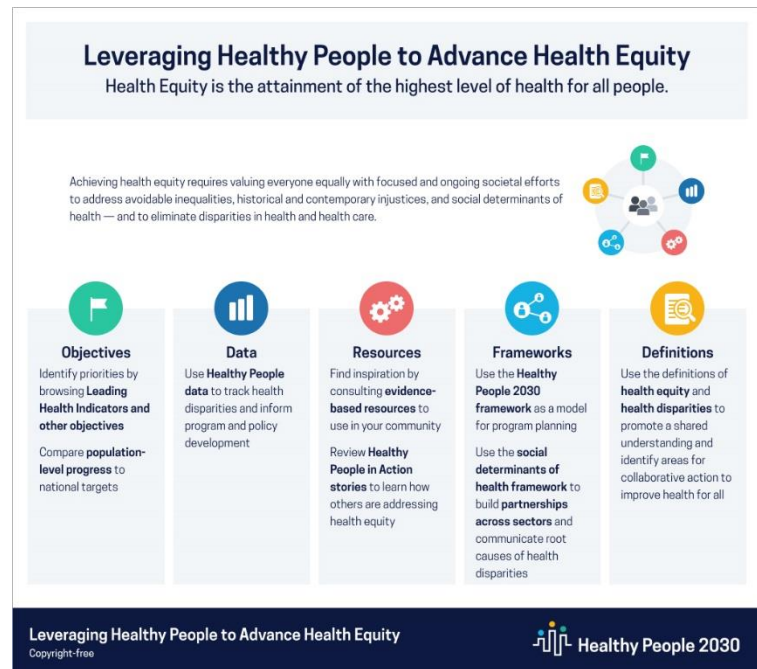 Leveraging Healthy People to Advance Health Equity
Health Equity is the attainment of the highest level of health for all people.
Achieving health equity requires valuing everyone equally with focused and ongoing societal efforts
to address avoidable inequalities, historical and contemporary injustices, and social determinants of
health — and to eliminate disparities in health and health care.
Objectives
Identify priorities by
browsing Leading
Health Indicators and
other objectives
Compare population-
level progress to
national targets
Data
Use Healthy People
data to track health
disparities and inform
program and policy
development
Resources
Find inspiration by
consulting evidence-
based resources to
use in your community
Review Healthy
People in Action
stories to learn how
others are addressing
health equity
Frameworks
Use the Healthy
People 2030
framework as a model
for program planning
Use the social
determinants of
health framework to
build partnerships
across sectors and
communicate root
causes of health
disparities
Definitions
Use the definitions of
health equity and
health disparities to
promote a shared
understanding and
identify areas for
collaborative action to
improve health for all
Leveraging Healthy People to Advance Health Equity
Copyright-free
Healthy People 2030